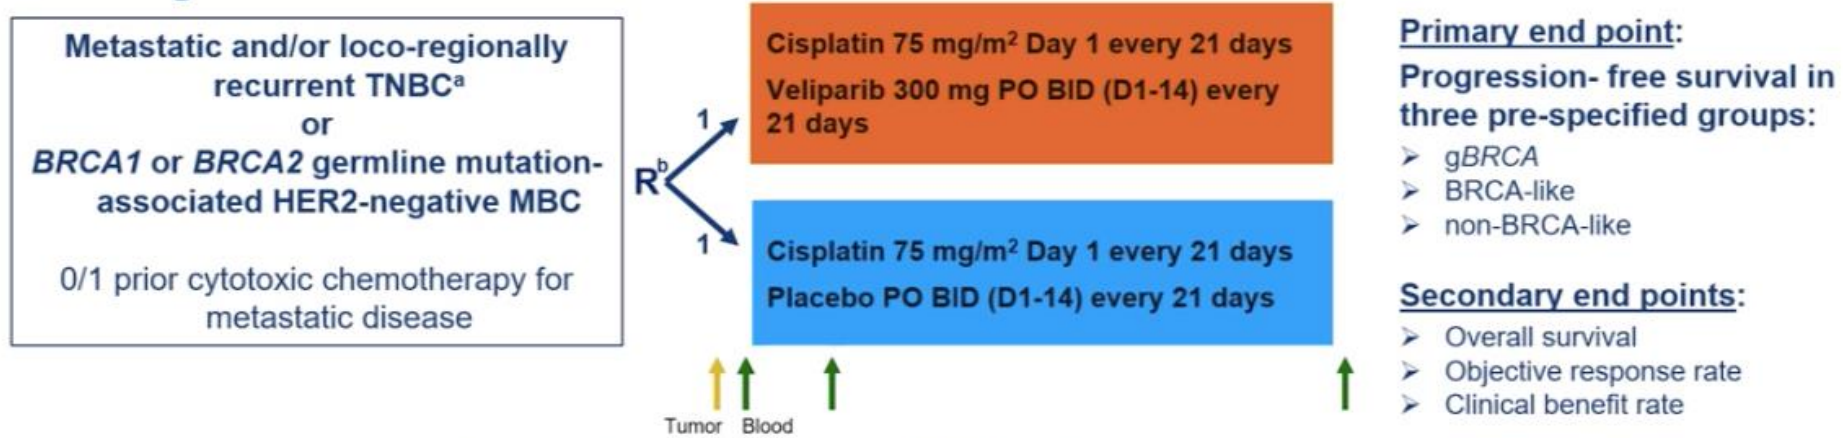 Metastatic and/or loco-regionally
recurrent TNBCᵃ
or
BRCA1 or BRCA2 germline mutation-
associated HER2-negative MBC
0/1 prior cytotoxic chemotherapy for
metastatic disease
Rᵇ
1
1
Cisplatin 75 mg/m² Day 1 every 21 days
Veliparib 300 mg PO BID (D1-14) every
21 days
Cisplatin 75 mg/m² Day 1 every 21 days
Placebo PO BID (D1-14) every 21 days
Tumor Blood
Primary end point:
Progression- free survival in
three pre-specified groups:
➢ gBRCA
➢ BRCA-like
➢ non-BRCA-like
Secondary end points:
➢ Overall survival
➢ Objective response rate
➢ Clinical benefit rate